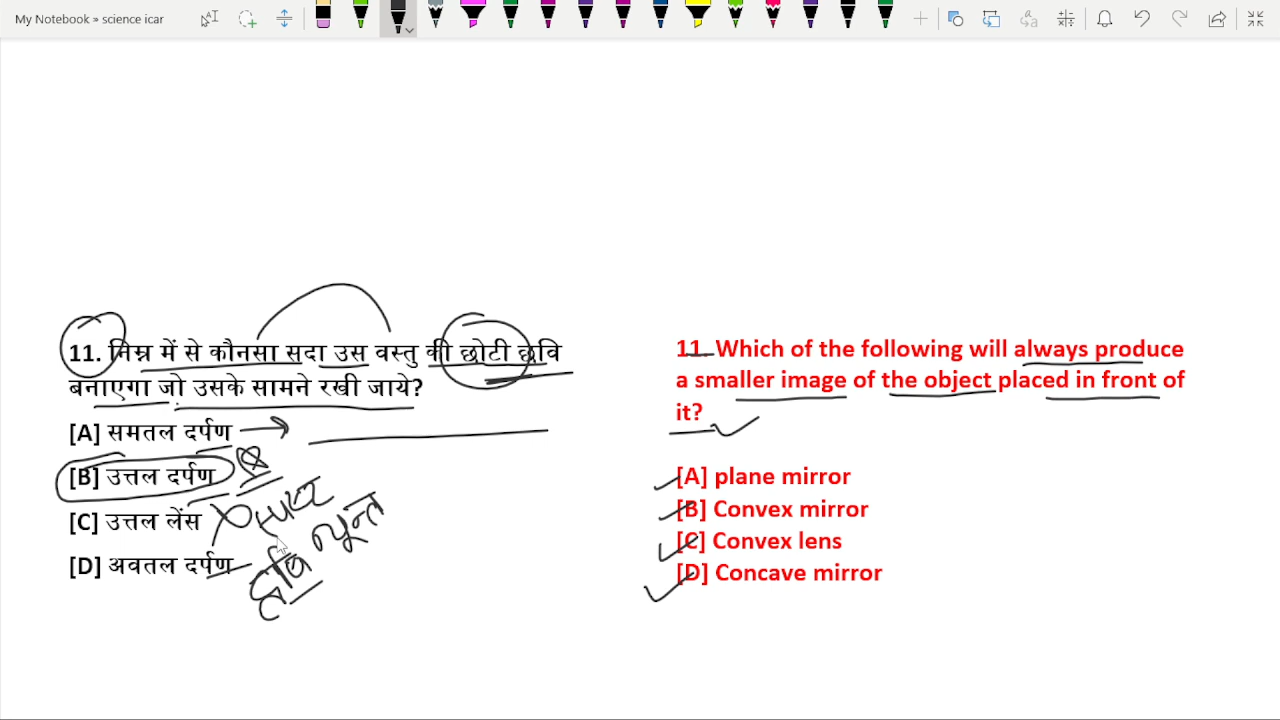 My Notebook » science icar
11. निम्न में से कौनसा सदा उस वस्तु की छोटी छवि
बनाएगा जो उसके सामने रखी जाये?
[A] समतल दर्पण
[B] उत्तल दर्पण
[C] उत्तल लेंस
[D] अवतल दर्पण
छवि
11. Which of the following will always produce
a smaller image of the object placed in front of
it?
[A] plane mirror
[B] Convex mirror
[C] Convex lens
[D] Concave mirror